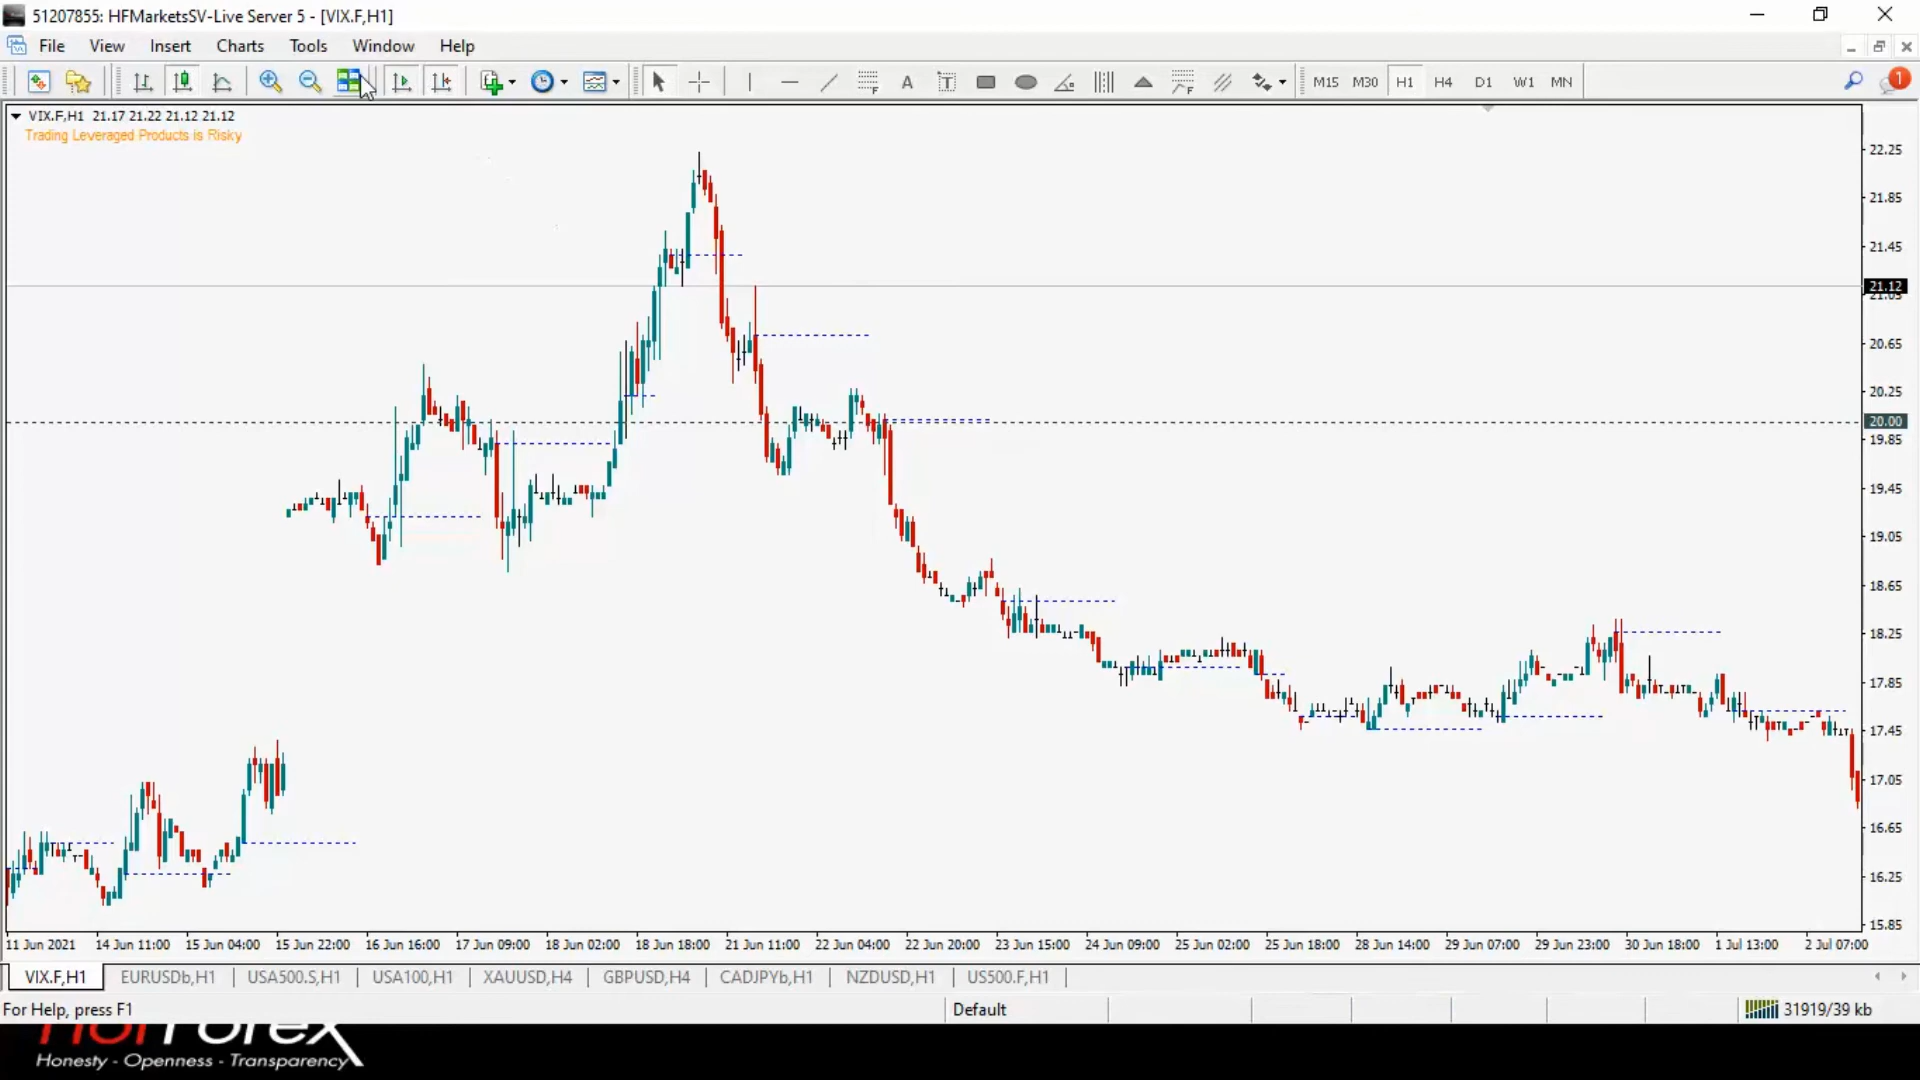 51207855: HFMarketsSV-Live Server 5 - [VIX.F,H1]
File View Insert Charts Tools Window Help
A T M15 M30 H1 H4 D1 W1 MN 1
VIX.F,H1 21.17 21.22 21.12 21.12
Trading Leveraged Products is Risky
22.25
21.85
21.45
21.12
21.05
20.65
20.25
20.00
19.85
19.45
19.05
18.65
18.25
17.85
17.45
17.05
16.65
16.25
15.85
11 Jun 2021 14 Jun 11:00 15 Jun 04:00 15 Jun 22:00 16 Jun 16:00 17 Jun 09:00 18 Jun 02:00 18 Jun 18:00 21 Jun 11:00 22 Jun 04:00 22 Jun 20:00 23 Jun 15:00 24 Jun 09:00 25 Jun 02:00 25 Jun 18:00 28 Jun 14:00 29 Jun 07:00 29 Jun 23:00 30 Jun 18:00 1 Jul 13:00 2 Jul 07:00
VIX.F,H1 EURUSDb,H1 USA500.S,H1 USA100,H1 XAUUSD,H4 GBPUSD,H4 CADJPYb,H1 NZDUSD,H1 US500.F,H1
For Help, press F1 Default 31919/39 kb
HotForex
Honesty - Openness - Transparency